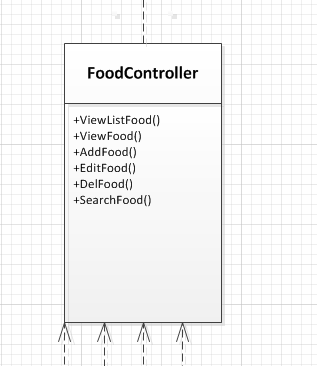 FoodController
+ViewListFood()
+ViewFood()
+AddFood()
+EditFood()
+DelFood()
+SearchFood()